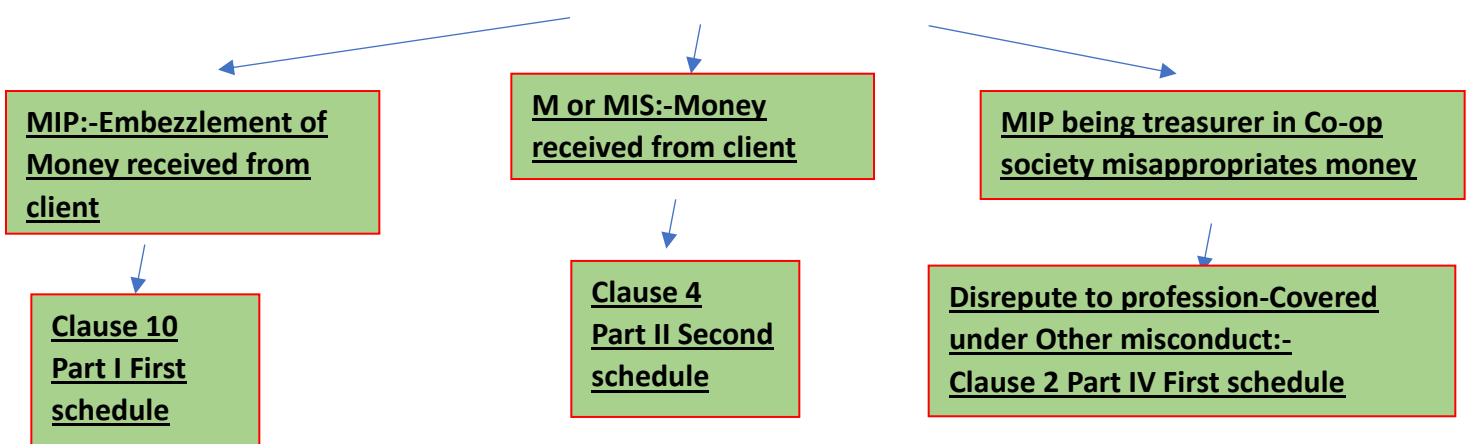 MIP:-Embezzlement of
Money received from
client
M or MIS:-Money
received from client
MIP being treasurer in Co-op
society misappropriates money
Clause 10
Part I First
schedule
Clause 4
Part II Second
schedule
Disrepute to profession-Covered
under Other misconduct:-
Clause 2 Part IV First schedule